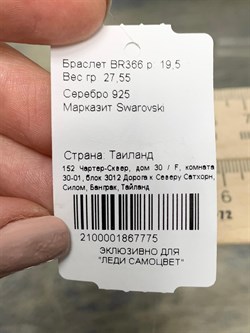 Браслет BR366 р. 19,5
Вес гр. 27,55
Серебро 925
Марказит Swarovski
Страна: Таиланд
152 Чартер-Сквер, дом 30 / F, комната
30-01, блок 3012 Дорога к Северу Сатхорн,
Силом, Банграк, Тайланд
2100001867775
ЭКЛЮЗИВНО ДЛЯ
"ЛЕДИ САМОЦВЕТ"
12